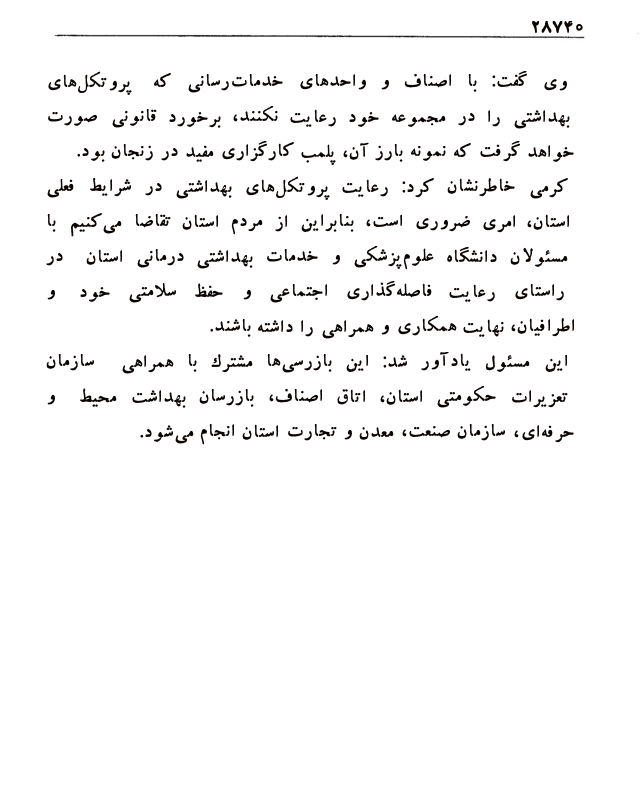 ۲۸۷۴۰
وی گفت: با اصناف و واحدهای خدمات‌رسانی که پروتکل‌های
بهداشتی را در مجموعه خود رعایت نکنند، برخورد قانونی صورت
خواهد گرفت که نمونه بارز آن، پلمب کارگزاری مفید در زنجان بود.
کرمی خاطرنشان کرد: رعایت پروتکل‌های بهداشتی در شرایط فعلی
استان، امری ضروری است، بنابراین از مردم استان تقاضا می‌کنیم با
مسئولان دانشگاه علوم‌پزشکی و خدمات بهداشتی درمانی استان در
راستای رعایت فاصله‌گذاری اجتماعی و حفظ سلامتی خود و
اطرافیان، نهایت همکاری و همراهی را داشته باشند.
این مسئول یادآور شد: این بازرسی‌ها مشترك با همراهی سازمان
تعزیرات حکومتی استان، اتاق اصناف، بازرسان بهداشت محیط و
حرفه‌ای، سازمان صنعت، معدن و تجارت استان انجام می‌شود.